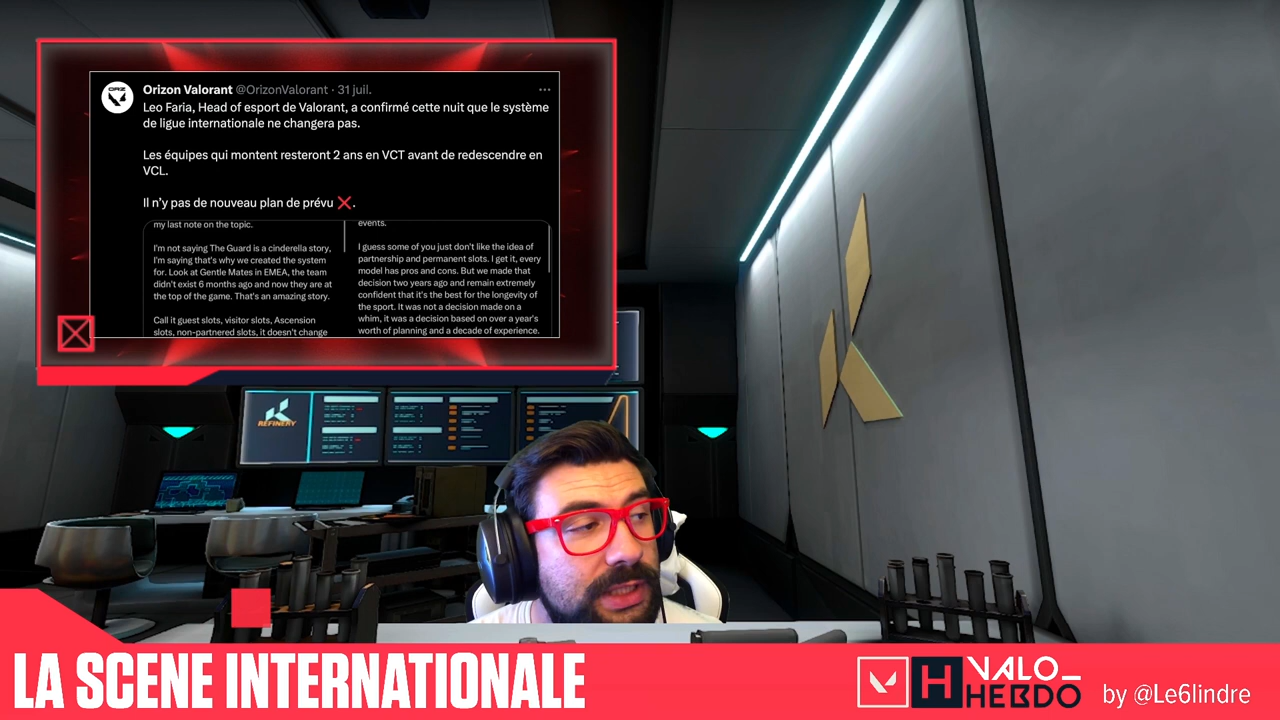 Orizon Valorant @OrizonValorant · 31 juil.
Leo Faria, Head of esport de Valorant, a confirmé cette nuit que le système
de ligue internationale ne changera pas.
Les équipes qui montent resteront 2 ans en VCT avant de redescendre en
VCL.
Il n'y pas de nouveau plan de prévu ❌.
my last note on the topic.
I'm not saying The Guard is a cinderella story,
I'm saying that's why we created the system
for. Look at Gentle Mates in EMEA, the team
didn't exist 6 months ago and now they are at
the top of the game. That's an amazing story.
Call it guest slots, visitor slots, Ascension
slots, non-partnered slots, it doesn't change
events.
I guess some of you just don't like the idea of
partnership and permanent slots. I get it, every
model has pros and cons. But we made that
decision two years ago and remain extremely
confident that it's the best for the longevity of
the sport. It was not a decision made on a
whim, it was a decision based on over a year's
worth of planning and a decade of experience.
REFINERY
LA SCENE INTERNATIONALE
H VALO_
HEBDO
by @Le6lindre